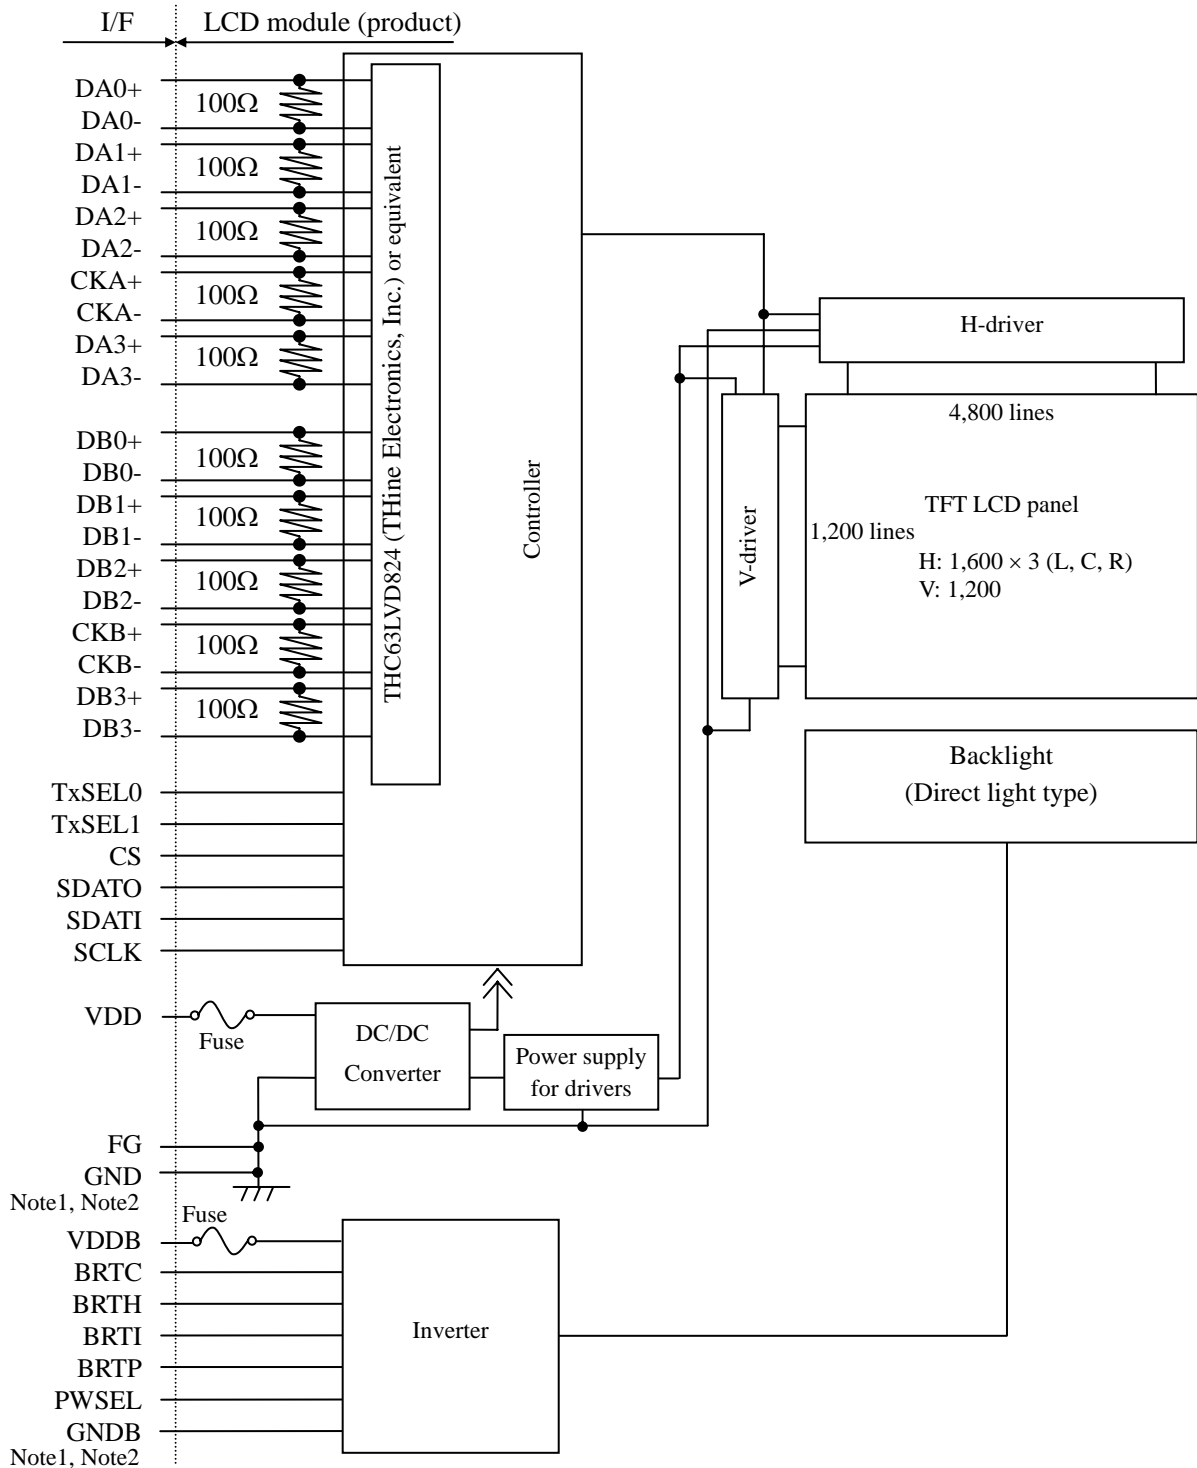 I/F
LCD module (product)
DA0+
100Ω
DA0-
DA1+
100Ω
DA1-
DA2+
100Ω
DA2-
CKA+
100Ω
CKA-
DA3+
100Ω
DA3-
DB0+
100Ω
DB0-
DB1+
100Ω
DB1-
DB2+
100Ω
DB2-
CKB+
100Ω
CKB-
DB3+
100Ω
DB3-
THC63LVD824 (THine Electronics, Inc.) or equivalent
Controller
TxSEL0
TxSEL1
CS
SDATO
SDATI
SCLK
H-driver
V-driver
4,800 lines
1,200 lines
TFT LCD panel
H: 1,600 × 3 (L, C, R)
V: 1,200
Backlight
(Direct light type)
VDD
Fuse
DC/DC
Converter
Power supply
for drivers
FG
GND
Note1, Note2
Fuse
VDDB
BRTC
BRTH
BRTI
BRTP
PWSEL
GNDB
Note1, Note2
Inverter